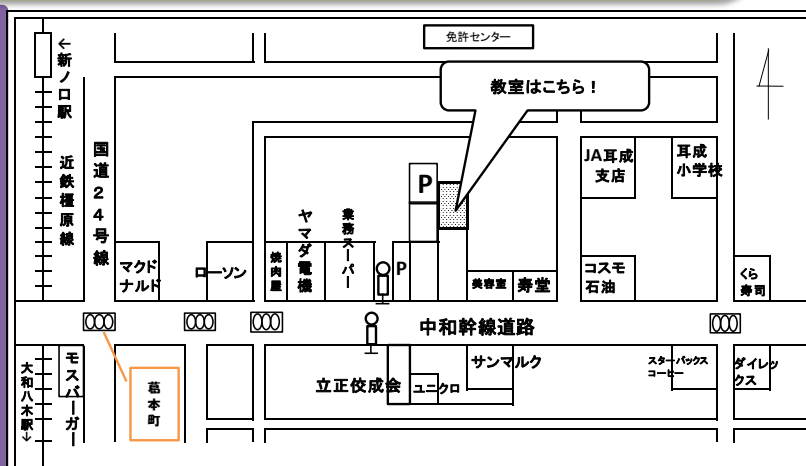 免許センター
教室はこちら！
←新ノ口駅
近鉄橿原線
国道２４号線
P
JA耳成
支店
耳成
小学校
マクド
ナルド
ローソン
焼肉屋
ヤマダ電機
業務スーパー
P
美容室
寿堂
コスモ
石油
くら
寿司
中和幹線道路
大和八木駅→
モスバーガー
葛本町
立正佼成会
ユニクロ
サンマルク
スターバックス
コーヒー
ダイレッ
クス